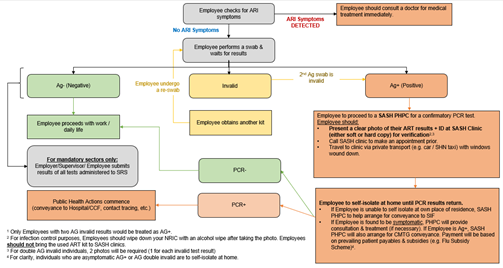 Employee checks for ARI
symptoms
ARI Symptoms
DETECTED
Employee should consult a doctor for medical
treatment immediately.
No ARI Symptoms
Employee performs a swab &
waits for results
Employee undergo
a re-swab
2nd Ag swab is
invalid
Ag- (Negative)
Invalid
Ag+ (Positive)
Employee proceeds with work /
daily life
Employee obtains another kit
Employee to proceed to a SASH PHPC for a confirmatory PCR test.
Employee should:
• Present a clear photo of their ART results + ID at SASH Clinic
(either soft or hard copy) for verification2,3
• Call SASH clinic to make an appointment prior
• Travel to clinic via private transport (e.g. car / SHN taxi) with
windows wound down.
For mandatory sectors only:
Employer/Supervisor/ Employee submits
results of all tests administered to SRS
PCR-
PCR+
Public Health Actions commence
(conveyance to Hospital/CCF, contact tracing, etc.)
Employee to self-isolate at home until PCR results return.
• If Employee is unable to self isolate at own place of residence, SASH
PHPC to help arrange for conveyance to SIF
• If Employee is found to be symptomatic, PHPC will provide
consultation & treatment (if necessary). If Employee is Ag+, SASH
PHPC will also arrange for CMTG conveyance. Payment will be based
on prevailing patient payables & subsidies (e.g. Flu Subsidy
Scheme)4.
1 Only Employees with two AG invalid results would be treated as AG+.
2 For infection control purposes, Employees should wipe down your NRIC with an alcohol wipe after taking the photo. Employees
should not bring the used ART kit to SASH clinics.
3 For double AG invalid individuals, 2 photos will be required (1 for each invalid test result)
4 For clarity, individuals who are asymptomatic AG+ or AG double invalid are to self-isolate at home.